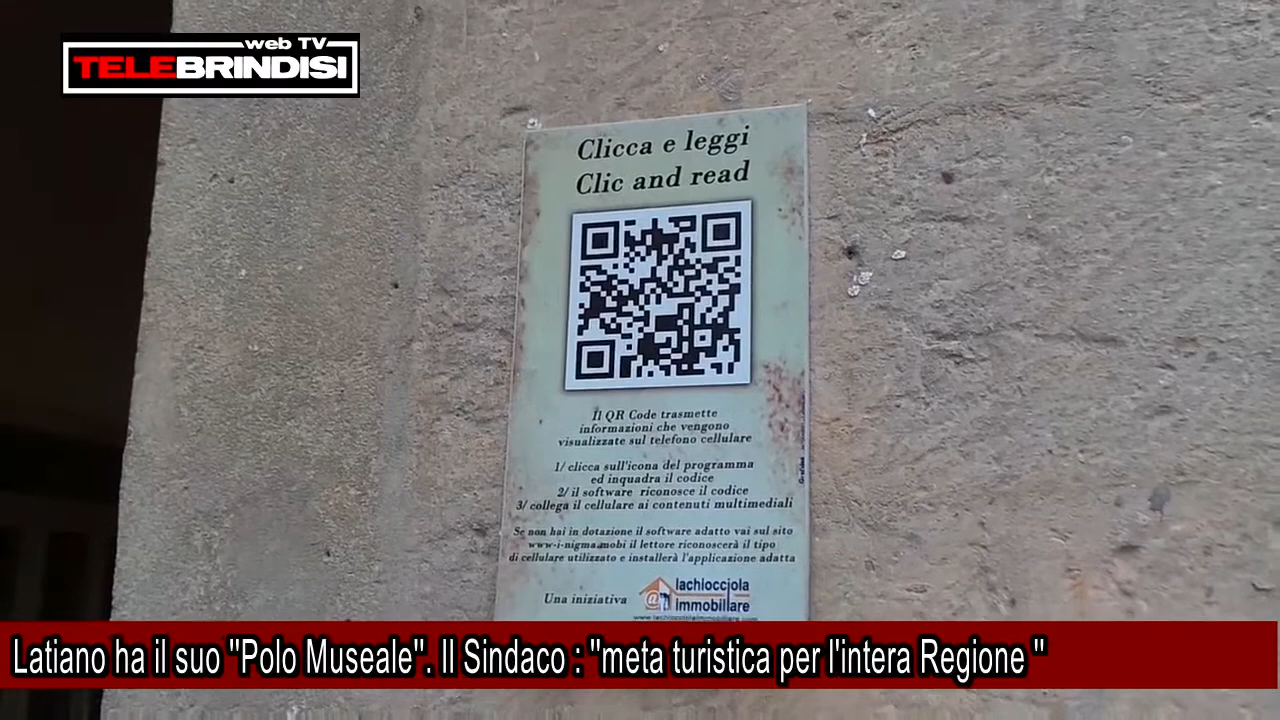 web TV
TELEBRINDISI
Clicca e leggi
Clic and read
Il QR Code trasmette
informazioni che vengono
visualizzate sul telefono cellulare
1/ clicca sull'icona del programma
ed inquadra il codice
2/ il software riconosce il codice
3/ collega il cellulare ai contenuti multimediali
Se non hai in dotazione il software adatto vai sul sito
www-i-nigma.mobi il lettore riconoscerà il tipo
di cellulare utilizzato e installerà l'applicazione adatta
Una iniziativa
lachiocciola
immobiliare
Latiano ha il suo "Polo Museale". Il Sindaco : "meta turistica per l'intera Regione "